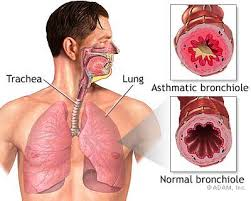 Trachea
Lung
Asthmatic bronchiole
Normal bronchiole
© ADAM, Inc.